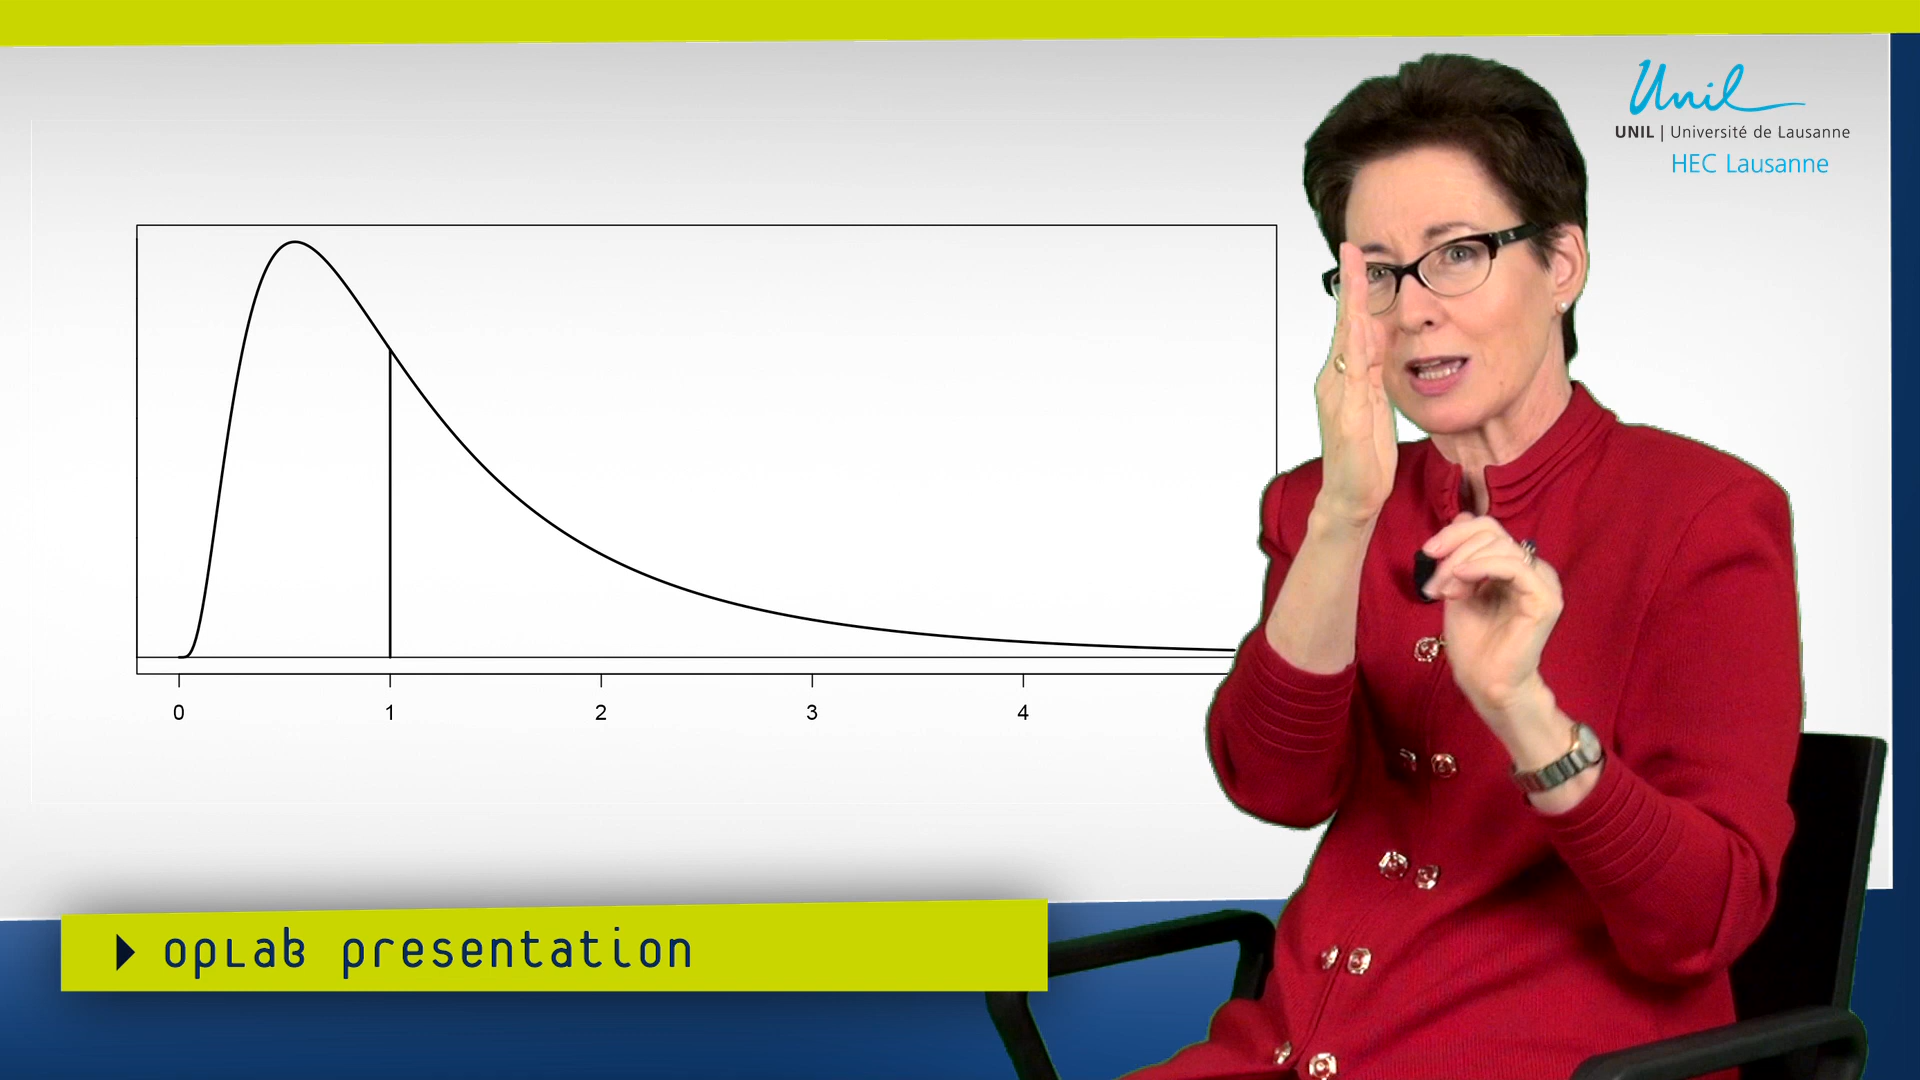 Unil
UNIL | Université de Lausanne
HEC Lausanne
0 1 2 3 4
opLab presentation